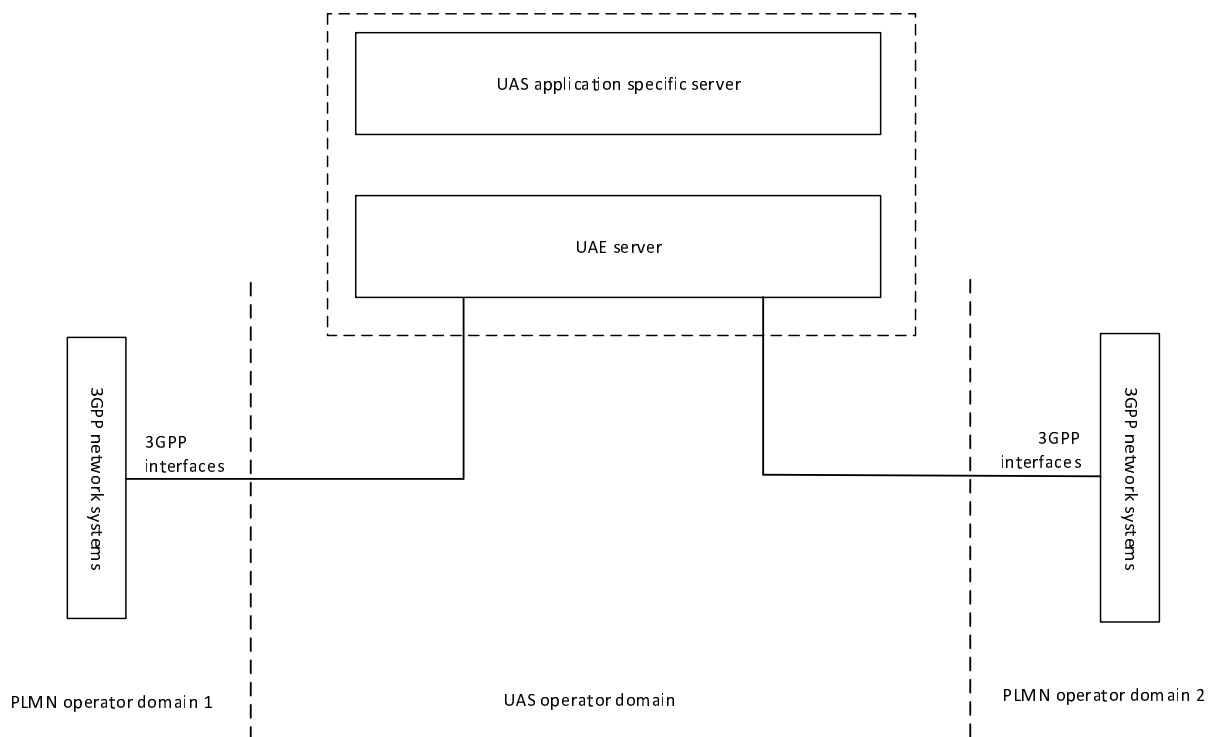 UAS application specific server
UAE server
3GPP network systems
3GPP
interfaces
3GPP
interfaces
3GPP network systems
PLMN operator domain 1
UAS operator domain
PLMN operator domain 2